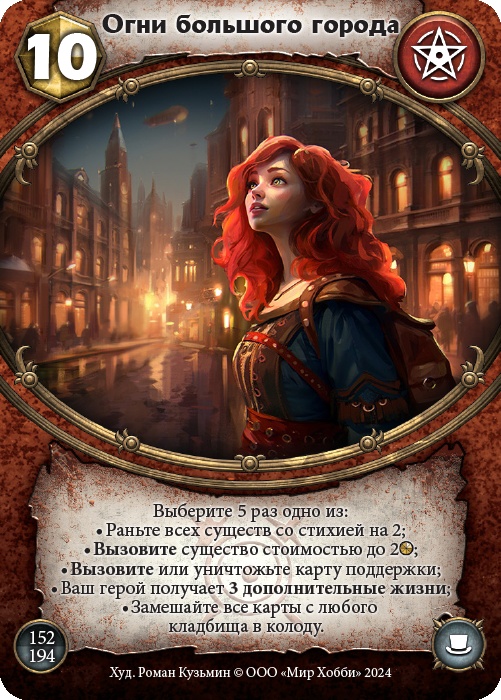 Огни большого города
10
Выберите 5 раз одно из:
• Раньте всех существ со стихией на 2;
• Вызовите существо стоимостью до 2;
• Вызовите или уничтожьте карту поддержки;
• Ваш герой получает 3 дополнительные жизни;
• Замешайте все карты с любого
кладбища в колоду.
152
194
Худ. Роман Кузьмин © ООО «Мир Хобби» 2024